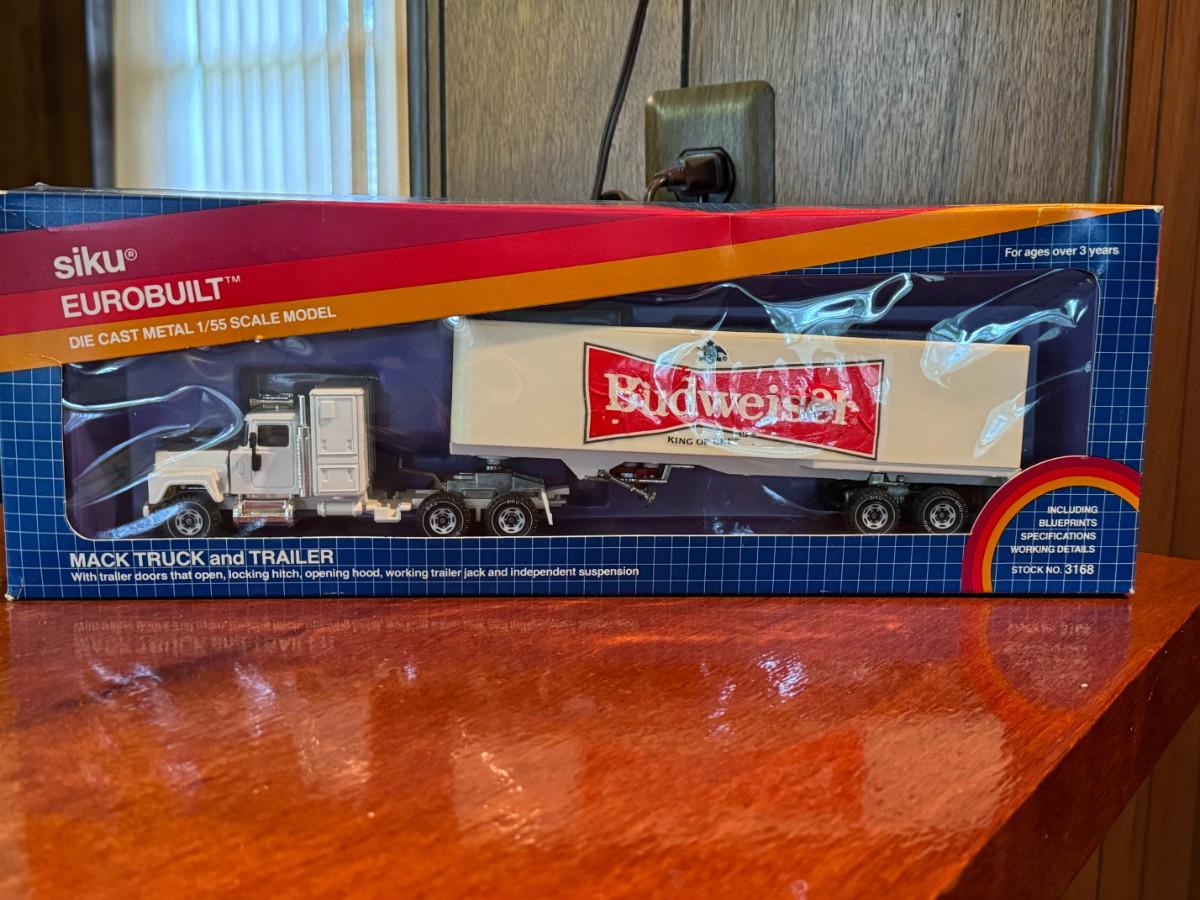 siku®
EUROBUILT™
DIE CAST METAL 1/55 SCALE MODEL
For ages over 3 years
Budweiser
KING OF
MACK TRUCK and TRAILER
With trailer doors that open, locking hitch, opening hood, working trailer jack and independent suspension
INCLUDING
BLUEPRINTS
SPECIFICATIONS
WORKING DETAILS
STOCK NO. 3168